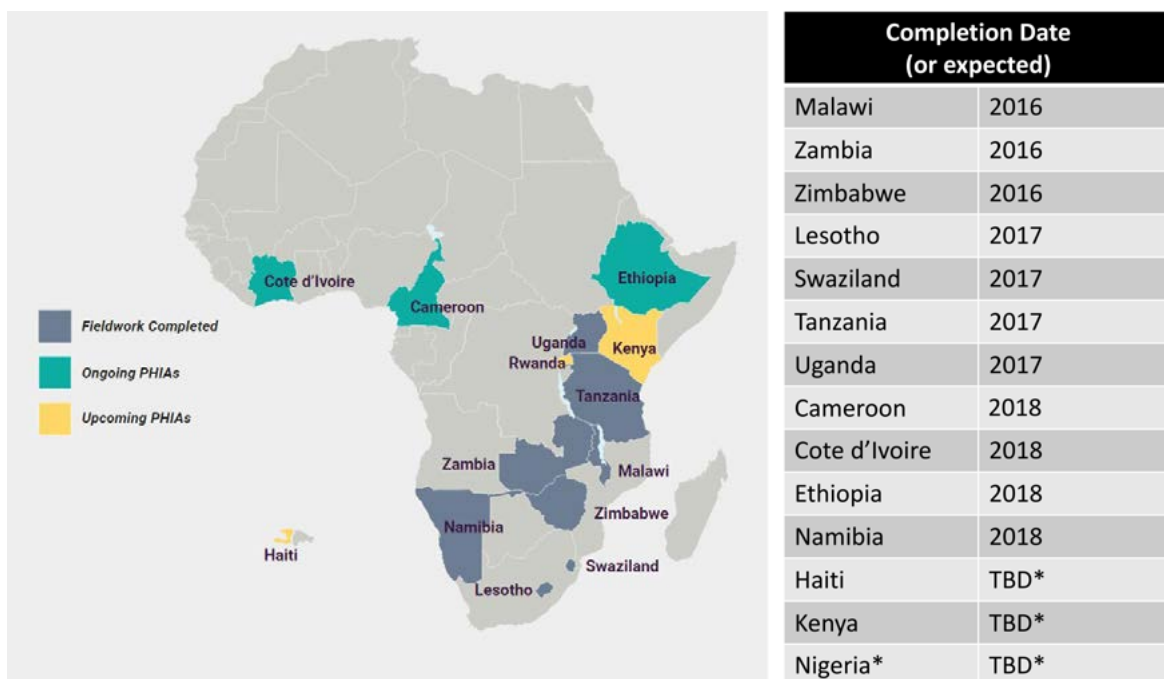 Cote d'Ivoire
Ethiopia
Cameroon
Fieldwork Completed
Ongoing PHIAs
Upcoming PHIAs
Uganda
Kenya
Rwanda
Tanzania
Zambia
Malawi
Zimbabwe
Namibia
Haiti
Swaziland
Lesotho
Completion Date
(or expected)
Malawi 2016
Zambia 2016
Zimbabwe 2016
Lesotho 2017
Swaziland 2017
Tanzania 2017
Uganda 2017
Cameroon 2018
Cote d'Ivoire 2018
Ethiopia 2018
Namibia 2018
Haiti TBD*
Kenya TBD*
Nigeria* TBD*